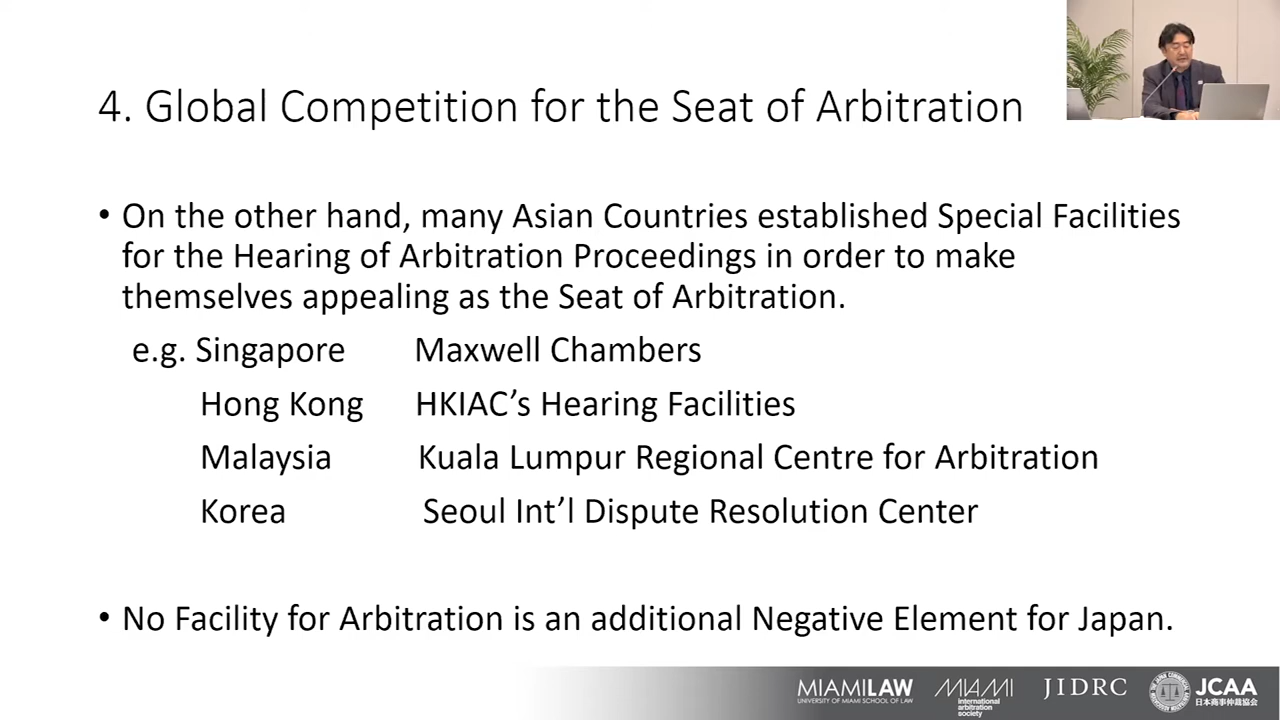 4. Global Competition for the Seat of Arbitration
• On the other hand, many Asian Countries established Special Facilities
for the Hearing of Arbitration Proceedings in order to make
themselves appealing as the Seat of Arbitration.
e.g. Singapore Maxwell Chambers
Hong Kong HKIAC’s Hearing Facilities
Malaysia Kuala Lumpur Regional Centre for Arbitration
Korea Seoul Int’l Dispute Resolution Center
• No Facility for Arbitration is an additional Negative Element for Japan.
MIAMILAW
UNIVERSITY OF MIAMI SCHOOL OF LAW
MIAMI
international
arbitration
society
JIDRC
JCAA
日本商事仲裁協会